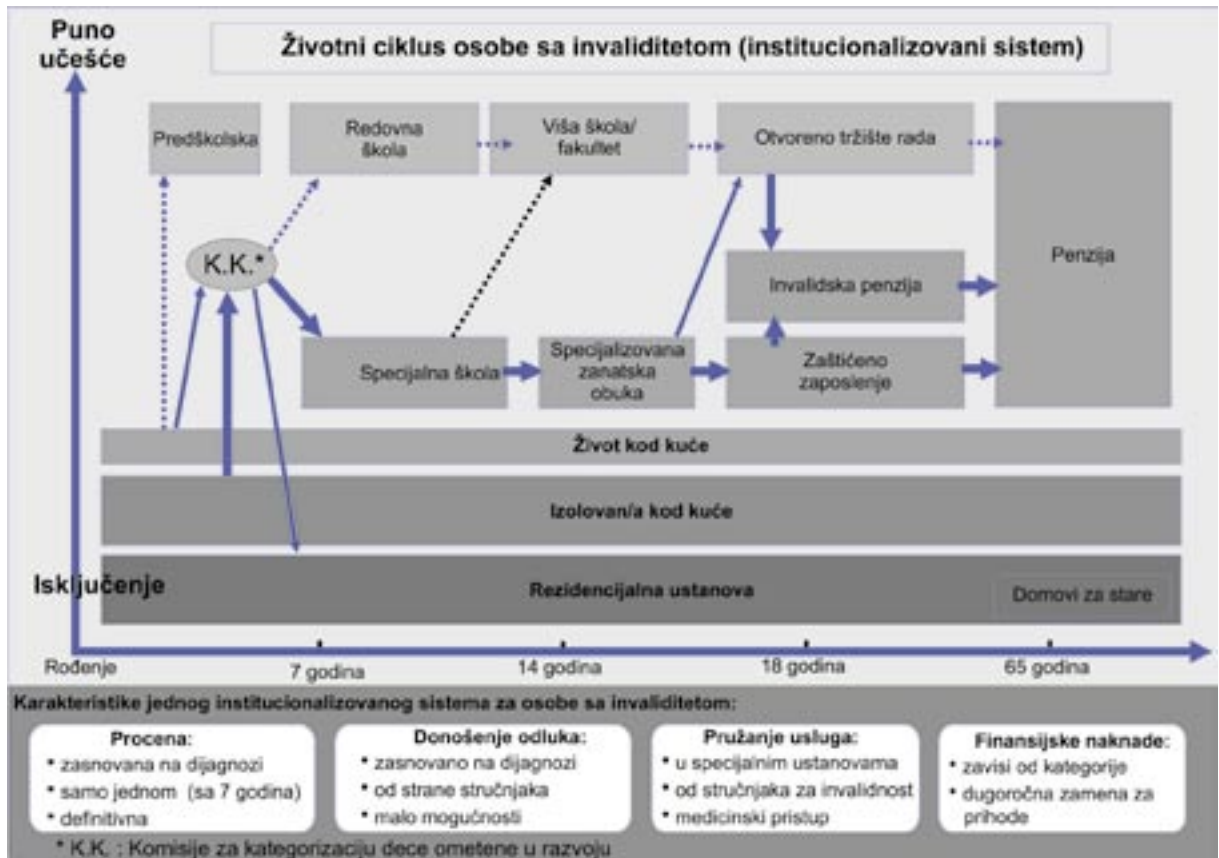 Puno
učešće
Životni ciklus osobe sa invaliditetom (institucionalizovani sistem)
Predškolska
Redovna
škola
Viša škola/
fakultet
Otvoreno tržište rada
Penzija
K.K.*
Invalidska penzija
Specijalna škola
Specijalizovana
zanatska
obuka
Zaštićeno
zaposlenje
Život kod kuće
Izolovan/a kod kuće
Isključenje
Rezidencijalna ustanova
Domovi za stare
Rođenje
7 godina
14 godina
18 godina
65 godina
Karakteristike jednog institucionalizovanog sistema za osobe sa invaliditetom:
Procena:
* zasnovana na dijagnozi
* samo jednom (sa 7 godina)
* definitivna
Donošenje odluka:
* zasnovano na dijagnozi
* od strane stručnjaka
* malo mogućnosti
Pružanje usluga:
* u specijalnim ustanovama
* od stručnjaka za invalidnost
* medicinski pristup
Finansijske naknade:
* zavisi od kategorije
* dugoročna zamena za
prihode
* K.K. : Komisije za kategorizaciju dece ometene u razvoju